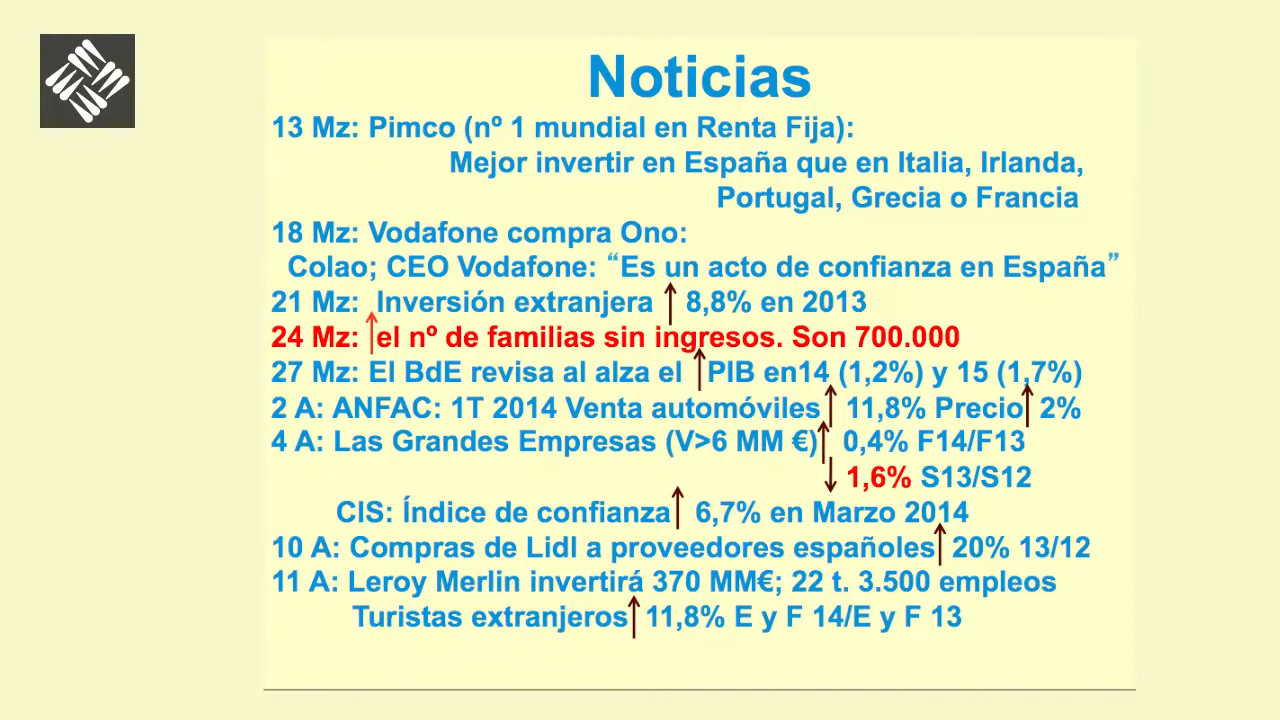 Noticias
13 Mz: Pimco (nº 1 mundial en Renta Fija):
Mejor invertir en España que en Italia, Irlanda,
Portugal, Grecia o Francia
18 Mz: Vodafone compra Ono:
Colao; CEO Vodafone: “Es un acto de confianza en España”
21 Mz: Inversión extranjera ↑ 8,8% en 2013
24 Mz: ↑el nº de familias sin ingresos. Son 700.000
27 Mz: El BdE revisa al alza el ↑PIB en14 (1,2%) y 15 (1,7%)
2 A: ANFAC: 1T 2014 Venta automóviles↑ 11,8% Precio↑ 2%
4 A: Las Grandes Empresas (V>6 MM €)↑ 0,4% F14/F13
↓ 1,6% S13/S12
CIS: Índice de confianza↑ 6,7% en Marzo 2014
10 A: Compras de Lidl a proveedores españoles↑ 20% 13/12
11 A: Leroy Merlin invertirá 370 MM€; 22 t. 3.500 empleos
Turistas extranjeros↑ 11,8% E y F 14/E y F 13